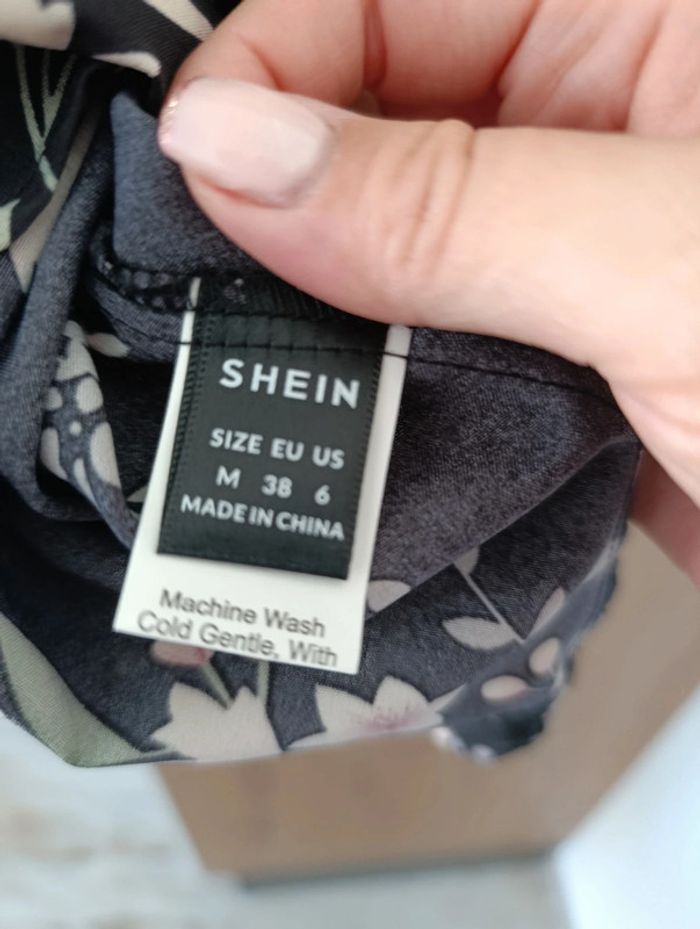 SHEIN
SIZE EU US
M 38 6
MADE IN CHINA
Machine Wash
Cold Gentle, With